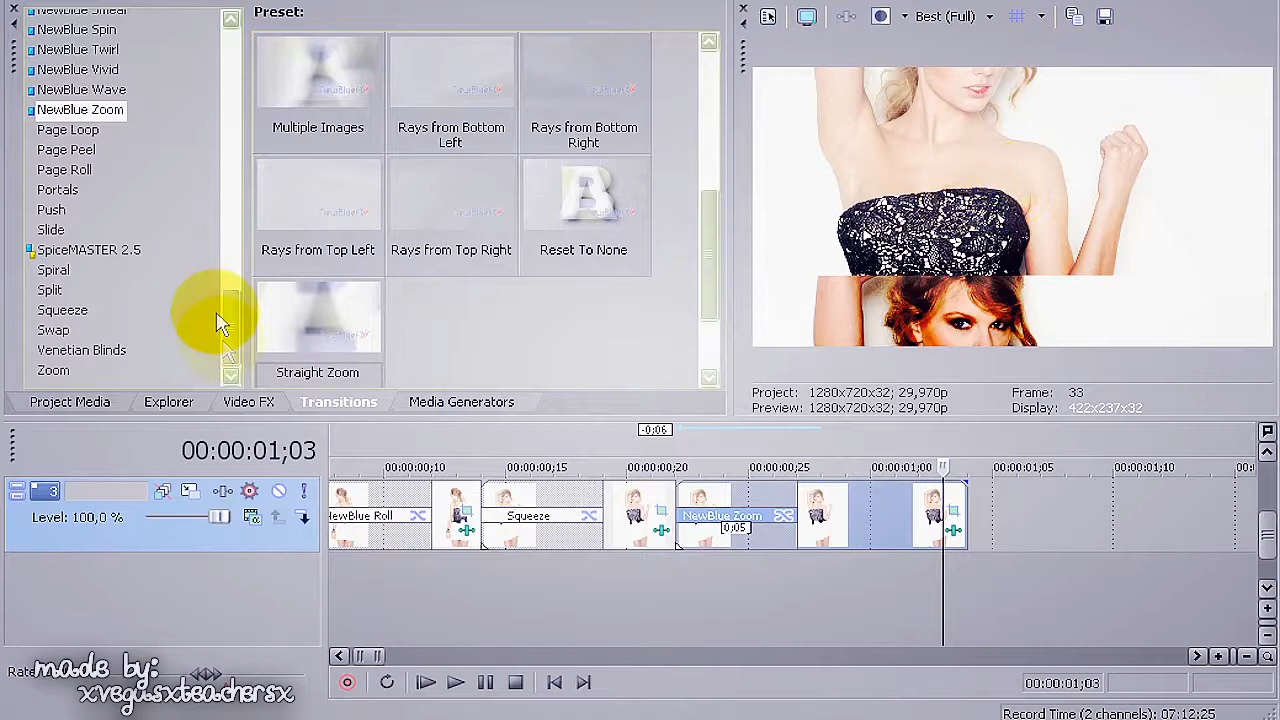 NewBlue Smear
NewBlue Spin
NewBlue Twirl
NewBlue Vivid
NewBlue Wave
NewBlue Zoom
Page Loop
Page Peel
Page Roll
Portals
Push
Slide
SpiceMASTER 2.5
Spiral
Split
Squeeze
Swap
Venetian Blinds
Zoom
Preset:
Multiple Images
Rays from Bottom Left
Rays from Bottom Right
Rays from Top Left
Rays from Top Right
B
Reset To None
Straight Zoom
Project Media
Explorer
Video FX
Transitions
Media Generators
Best (Full)
Project: 1280x720x32; 29,970p
Frame: 33
Preview: 1280x720x32; 29,970p
Display: 422x237x32
-0;06
00:00:01;03
00:00:00;10
00:00:00;15
00:00:00;20
00:00:00;25
00:00:01;00
00:00:01;05
00:00:01;10
3
Level: 100,0 %
NewBlue Roll
Squeeze
NewBlue Zoom
0;05
Rate
made by:
xvegasxteachersx
00:00:01;03
Record Time (2 channels): 07:12:25